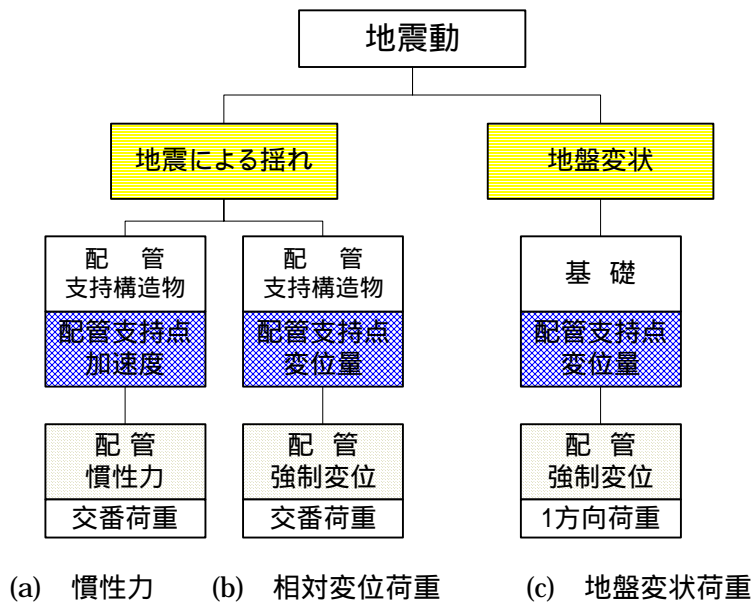 地震動
地震による揺れ
地盤変状
配　管
支持構造物
配管支持点
加速度
配　管
支持構造物
配管支持点
変位量
基　礎
配管支持点
変位量
配 管
慣性力
交番荷重
配　管
強制変位
交番荷重
配　管
強制変位
1方向荷重
(a)　慣性力　(b)　相対変位荷重　(c)　地盤変状荷重